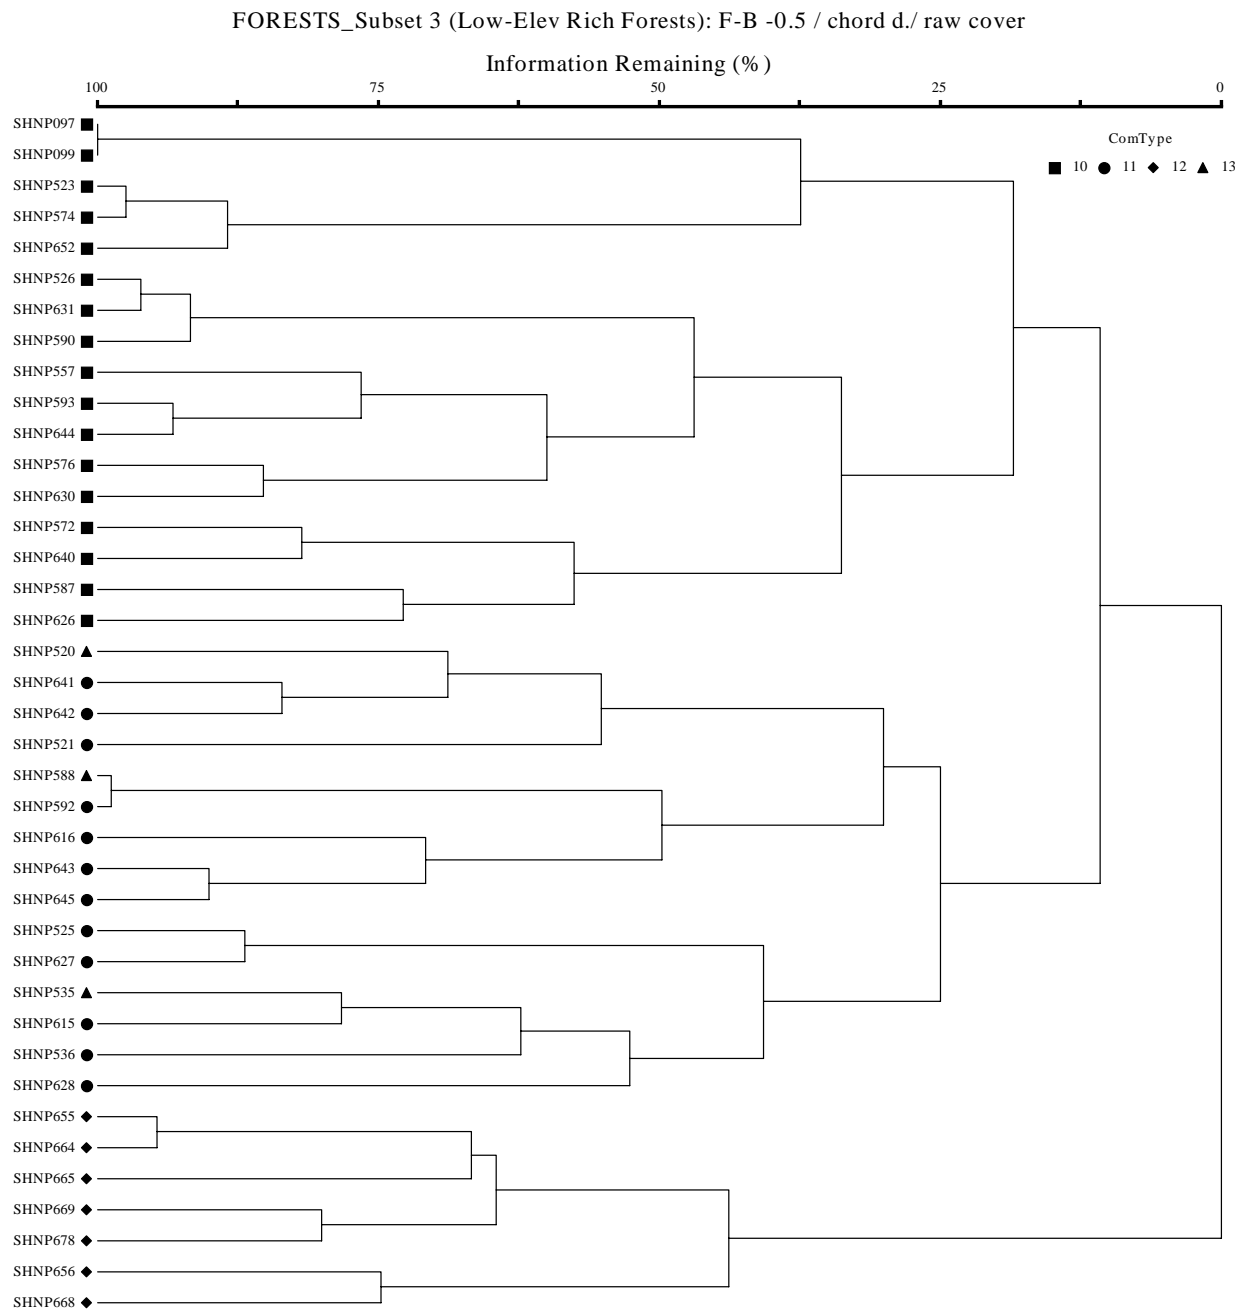 FORESTS_Subset 3 (Low-Elev Rich Forests): F-B -0.5 / chord d./ raw cover
Information Remaining (%)
100 75 50 25 0
ComType
10 11 12 13
SHNP097
SHNP099
SHNP523
SHNP574
SHNP652
SHNP526
SHNP631
SHNP590
SHNP557
SHNP593
SHNP644
SHNP576
SHNP630
SHNP572
SHNP640
SHNP587
SHNP626
SHNP520
SHNP641
SHNP642
SHNP521
SHNP588
SHNP592
SHNP616
SHNP643
SHNP645
SHNP525
SHNP627
SHNP535
SHNP615
SHNP536
SHNP628
SHNP655
SHNP664
SHNP665
SHNP669
SHNP678
SHNP656
SHNP668